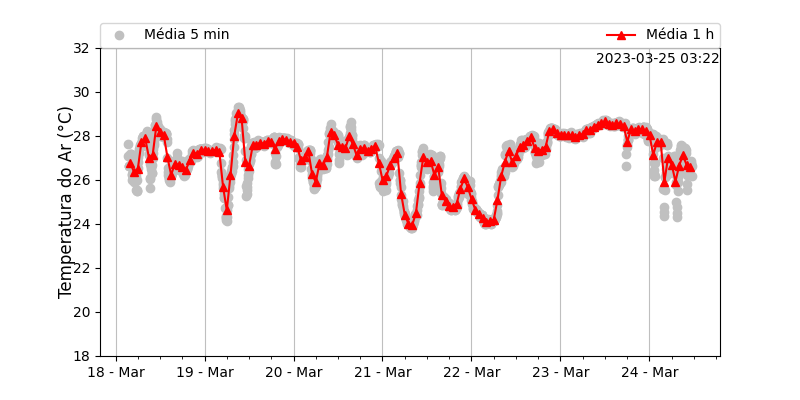 Média 5 min
Média 1 h
2023-03-25 03:22
Temperatura do Ar (°C)
32
30
28
26
24
22
20
18
18 - Mar
19 - Mar
20 - Mar
21 - Mar
22 - Mar
23 - Mar
24 - Mar